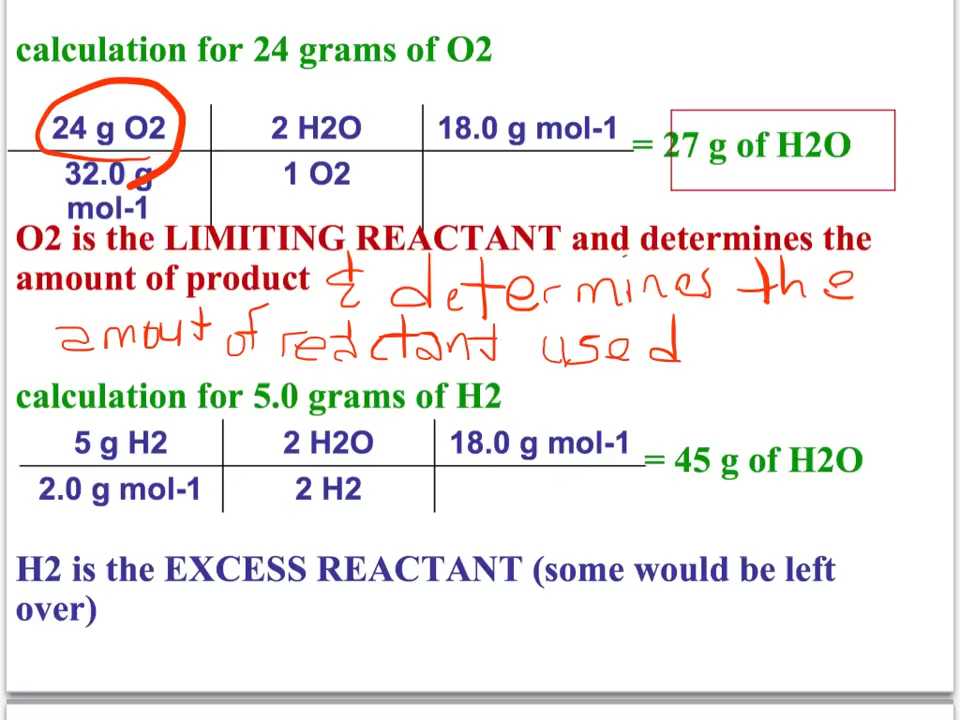 calculation for 24 grams of O2
24 g O2 2 H2O 18.0 g mol-1 = 27 g of H2O
32.0 g 1 O2
mol-1
O2 is the LIMITING REACTANT and determines the
amount of product & determines the
amout of reactant used
calculation for 5.0 grams of H2
5 g H2 2 H2O 18.0 g mol-1 = 45 g of H2O
2.0 g mol-1 2 H2
H2 is the EXCESS REACTANT (some would be left
over)